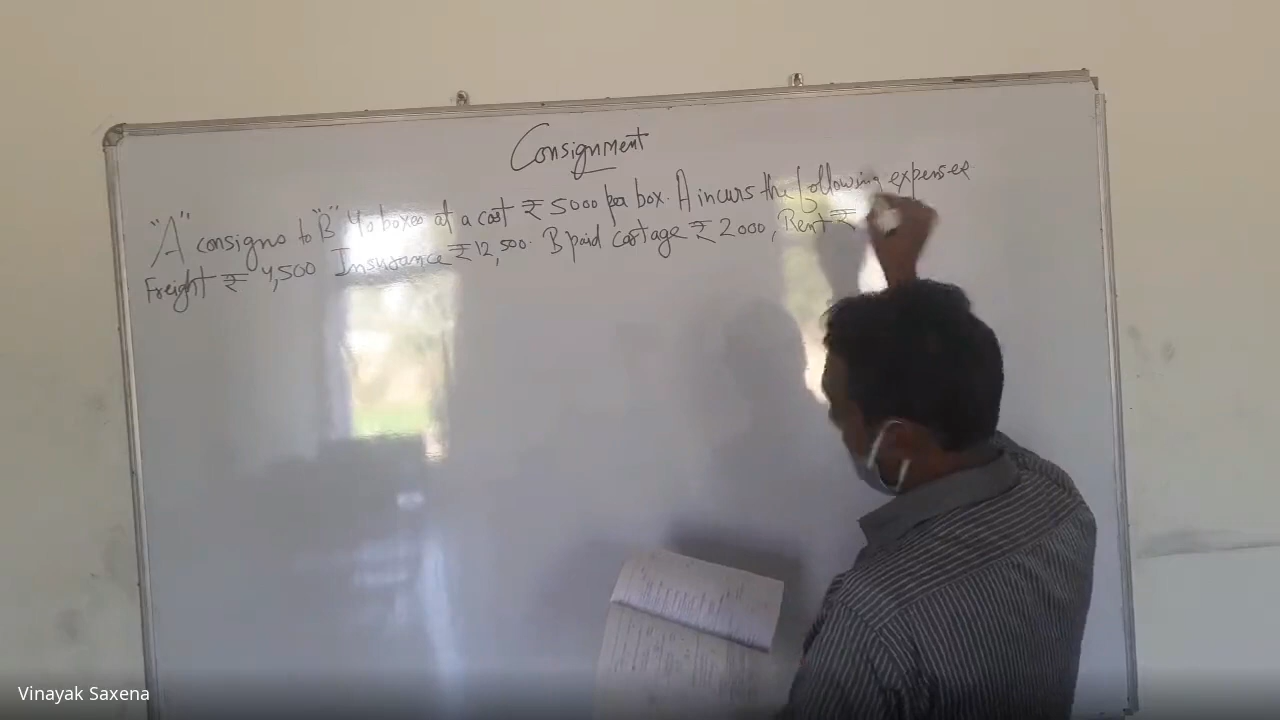 Consignment
"A" consigns to "B" 40 boxes at a cost ₹ 5000 per box. A incurs the following expenses
Freight ₹ 4,500 Insurance ₹ 12,500. B paid cartage ₹ 2000, Rent ₹
Vinayak Saxena